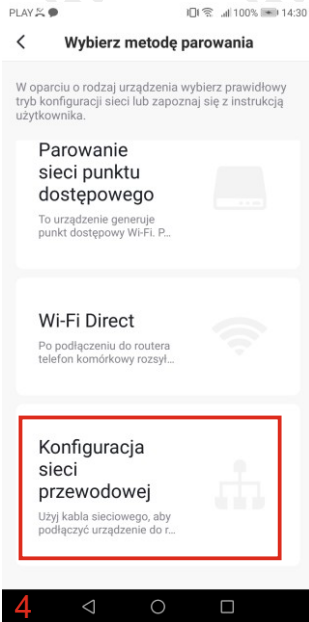 PLAY 100% 14:30
Wybierz metodę parowania
W oparciu o rodzaj urządzenia wybierz prawidłowy
tryb konfiguracji sieci lub zapoznaj się z instrukcją
użytkownika.
Parowanie
sieci punktu
dostępowego
To urządzenie generuje
punkt dostępowy Wi-Fi. P...
Wi-Fi Direct
Po podłączeniu do routera
telefon komórkowy rozsył...
Konfiguracja
sieci
przewodowej
Użyj kabla sieciowego, aby
podłączyć urządzenie do r...
4